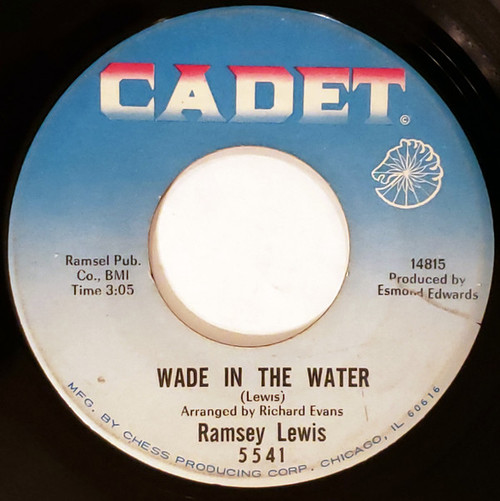 CADET
©
Ramsel Pub.
Co., BMI
Time 3:05
14815
Produced by
Esmond Edwards
WADE IN THE WATER
(Lewis)
Arranged by Richard Evans
Ramsey Lewis
5541
MFG. BY CHESS PRODUCING CORP. CHICAGO, IL 60616